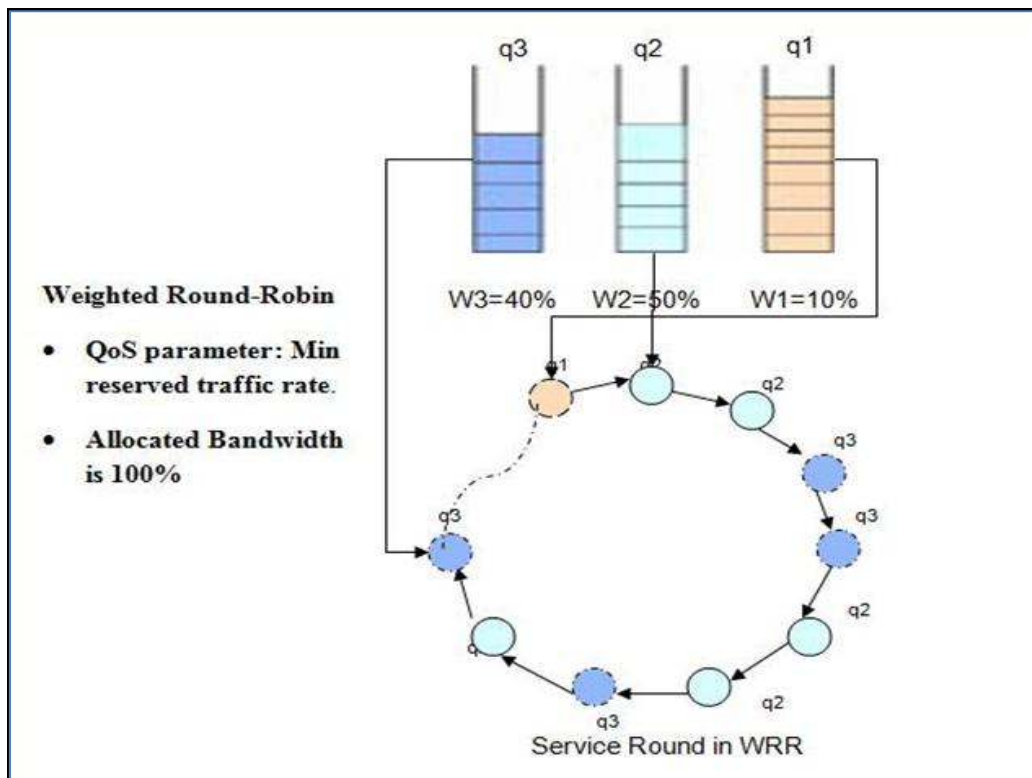 q3 q2 q1
W3=40% W2=50% W1=10%
Weighted Round-Robin
• QoS parameter: Min
reserved traffic rate.
• Allocated Bandwidth
is 100%
q1
q2
q3
q3
q2
q2
q3
q
q3
Service Round in WRR